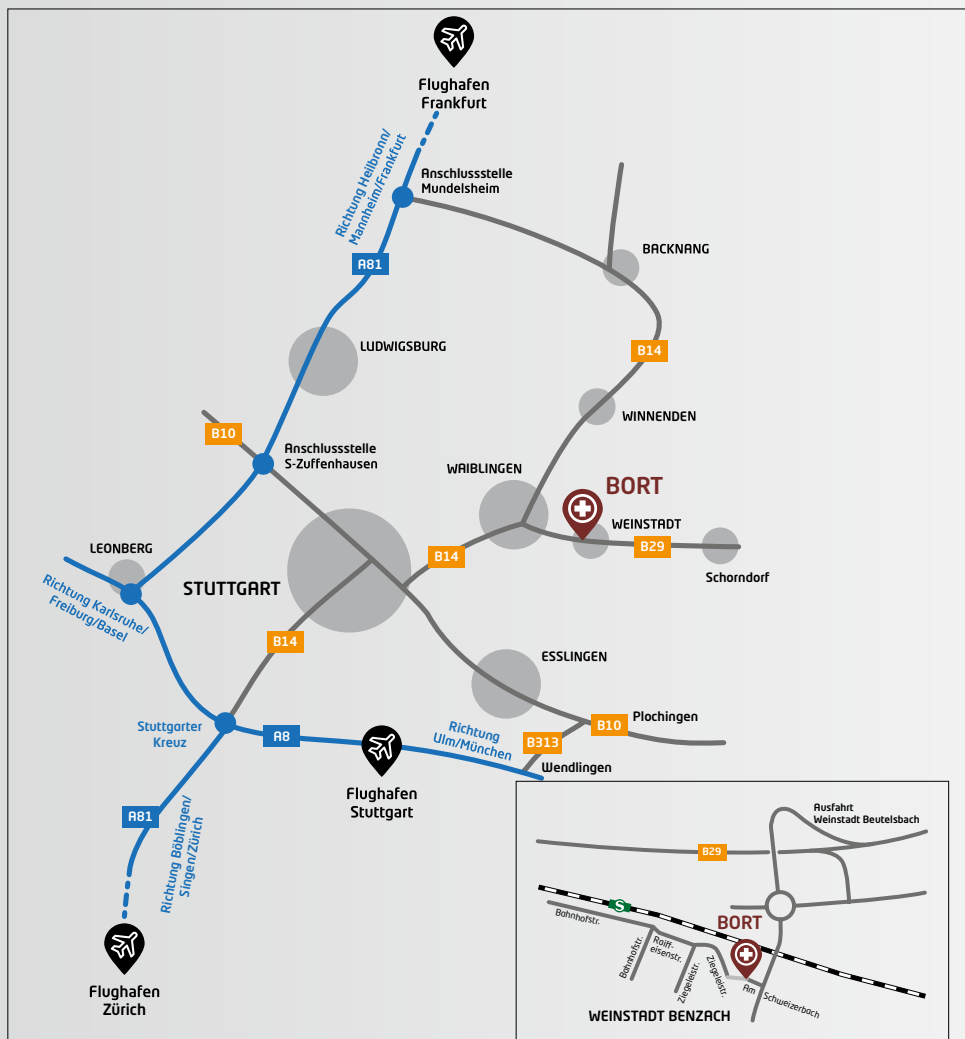 Flughafen
Frankfurt
Richtung Heilbronn/
Mannheim/Frankfurt
Anschlussstelle
Mundelsheim
BACKNANG
A81
LUDWIGSBURG
B14
WINNENDEN
B10
Anschlussstelle
S-Zuffenhausen
WAIBLINGEN
BORT
WEINSTADT
B29
Schorndorf
LEONBERG
B14
STUTTGART
Richtung Karlsruhe/
Freiburg/Basel
B14
ESSLINGEN
Stuttgarter
Kreuz
A8
Richtung
Ulm/München
B10
Plochingen
B313
Wendlingen
Flughafen
Stuttgart
A81
Richtung Böblingen/
Singen/Zürich
Flughafen
Zürich
Ausfahrt
Weinstadt Beutelsbach
B29
S
Bahnhofstr.
BORT
Bahnhofstr.
Raiff-
eisenstr.
Ziegeleistr.
Ziegeleistr.
Am
Schweizerbach
WEINSTADT BENZACH